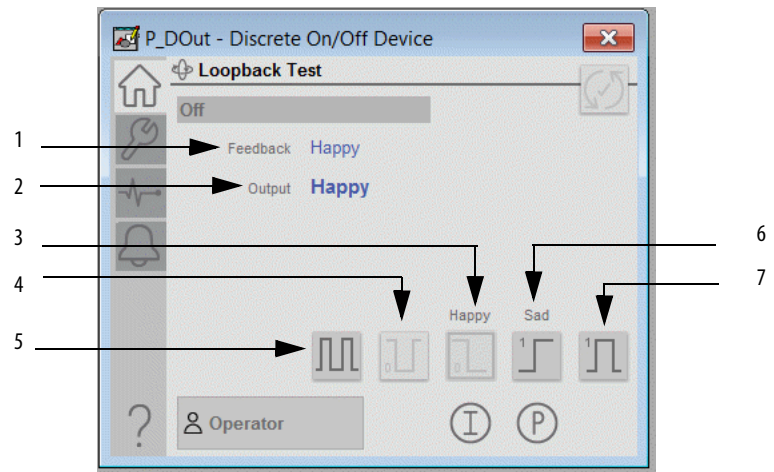 P_DOut - Discrete On/Off Device
Loopback Test
Off
1
Feedback Happy
2
Output Happy
3
6
4
7
Happy Sad
5
0
0
1
1
? Operator
I P